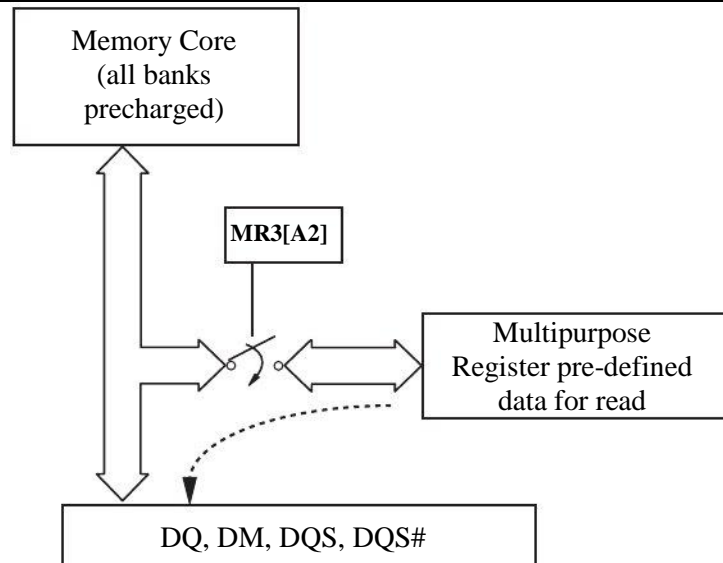 Memory Core
(all banks
precharged)
MR3[A2]
Multipurpose
Register pre-defined
data for read
DQ, DM, DQS, DQS#